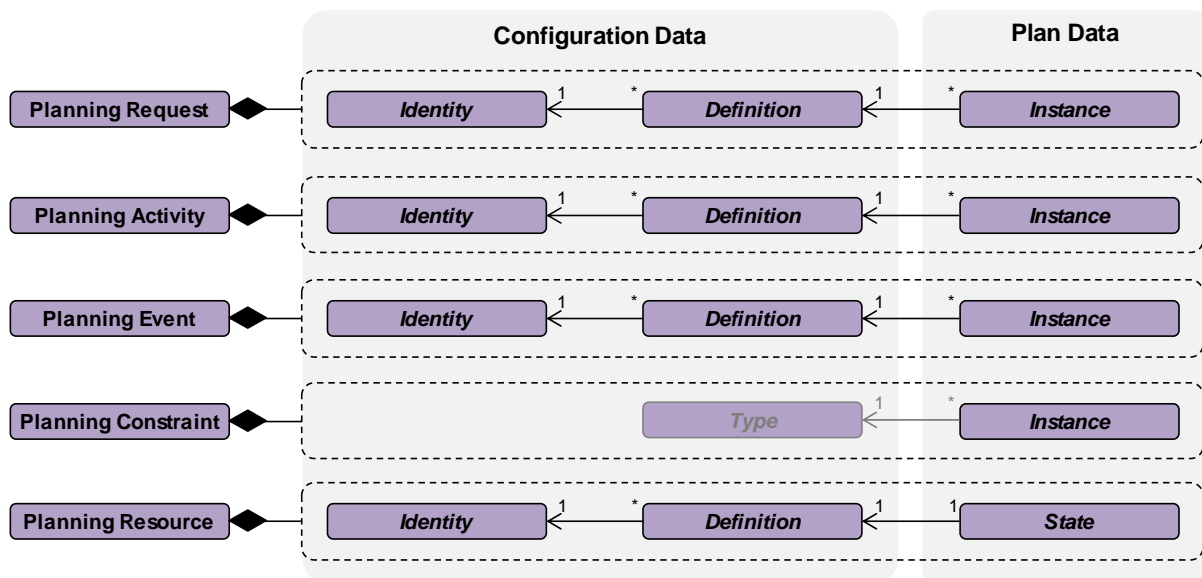 Configuration Data
Plan Data
Planning Request
Identity
1
*
Definition
1
*
Instance
Planning Activity
Identity
1
*
Definition
1
*
Instance
Planning Event
Identity
1
*
Definition
1
*
Instance
Planning Constraint
Type
1
*
Instance
Planning Resource
Identity
1
*
Definition
1
1
State